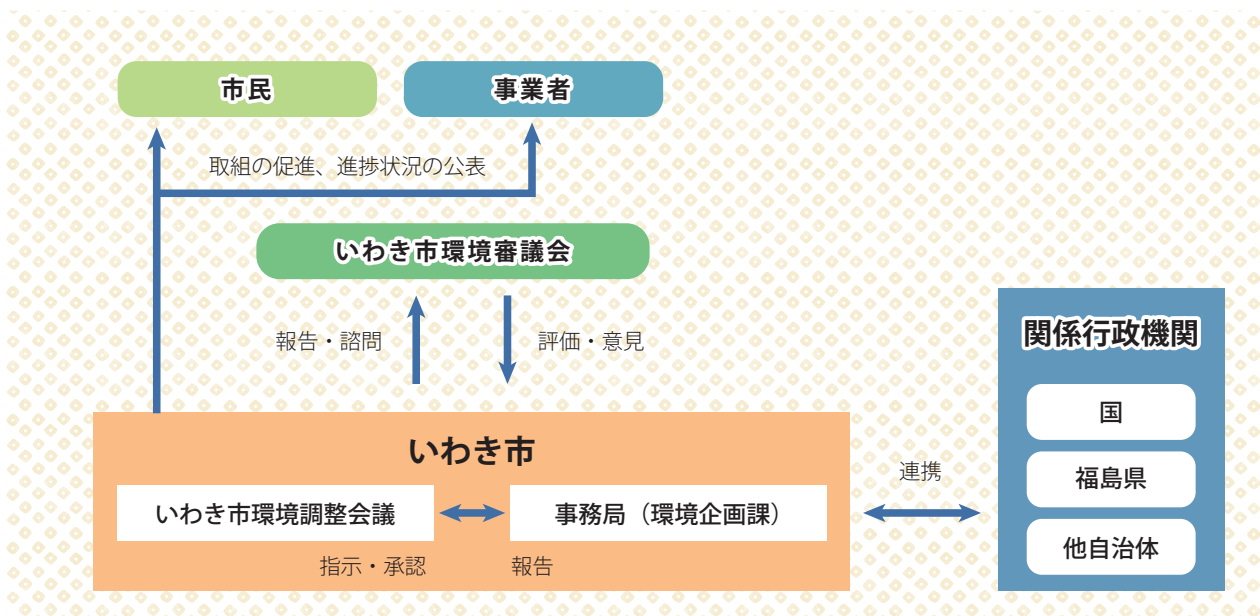 市民
事業者
取組の促進、進捗状況の公表
いわき市環境審議会
報告・諮問
評価・意見
いわき市
いわき市環境調整会議
事務局（環境企画課）
指示・承認
報告
連携
関係行政機関
国
福島県
他自治体